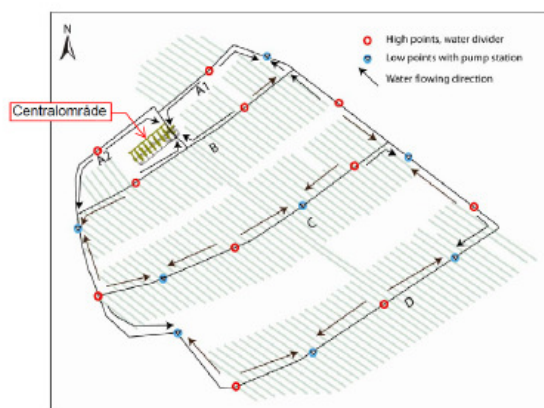 N
High points, water divider
Low points with pump station
Water flowing direction
Centralområde
A1
A2
B
C
D